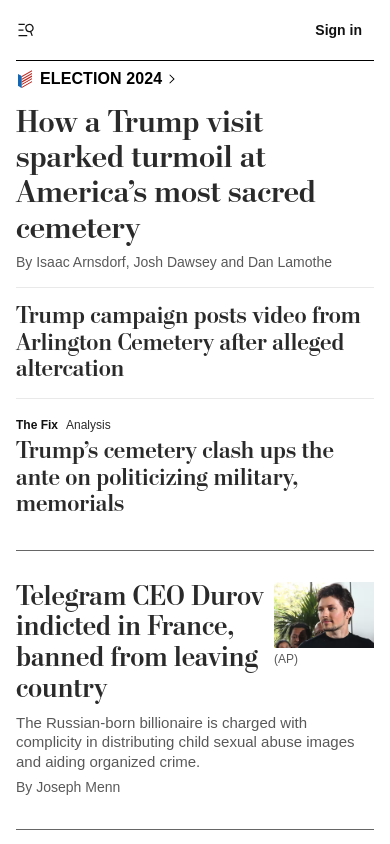 Sign in
ELECTION 2024
How a Trump visit
sparked turmoil at
America’s most sacred
cemetery
By Isaac Arnsdorf, Josh Dawsey and Dan Lamothe
Trump campaign posts video from
Arlington Cemetery after alleged
altercation
The Fix Analysis
Trump’s cemetery clash ups the
ante on politicizing military,
memorials
Telegram CEO Durov
indicted in France,
banned from leaving
country
(AP)
The Russian-born billionaire is charged with
complicity in distributing child sexual abuse images
and aiding organized crime.
By Joseph Menn